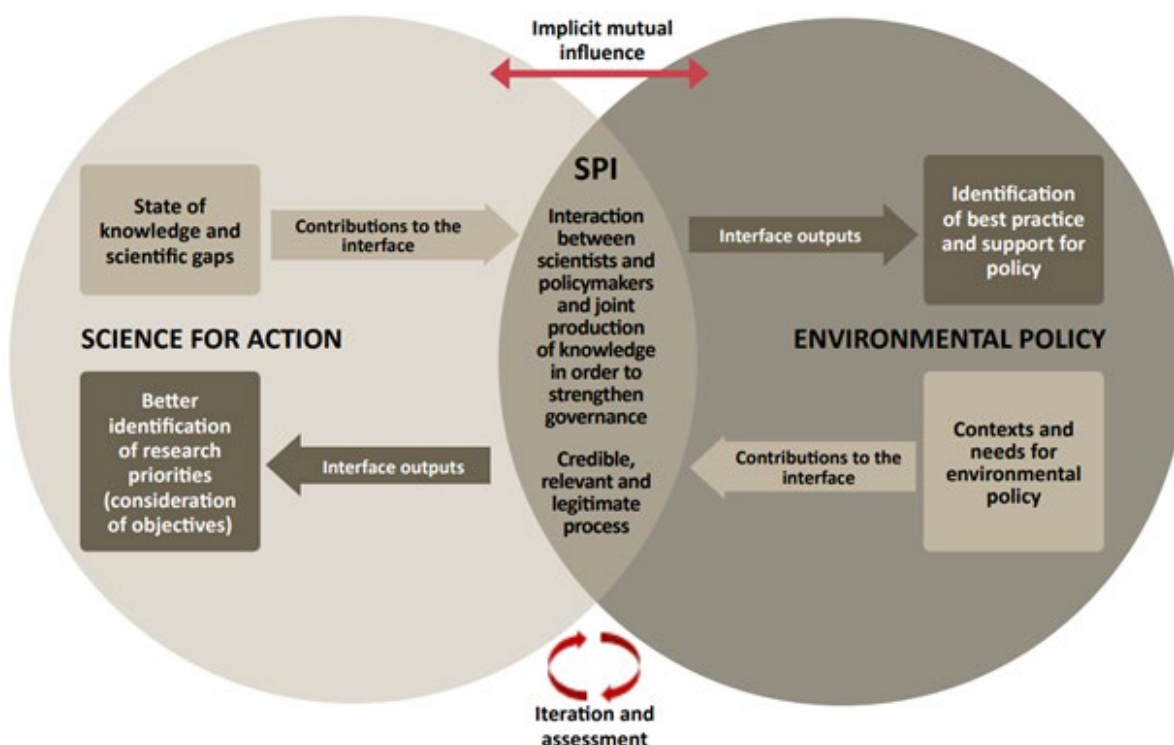 Implicit mutual
influence
State of
knowledge and
scientific gaps
Contributions to the
interface
SCIENCE FOR ACTION
Better
identification
of research
priorities
(consideration
of objectives)
Interface outputs
SPI
Interaction
between
scientists and
policymakers
and joint
production
of knowledge
in order to
strengthen
governance
Credible,
relevant and
legitimate
process
Interface outputs
Identification
of best practice
and support for
policy
ENVIRONMENTAL POLICY
Contributions to the
interface
Contexts and
needs for
environmental
policy
Iteration and
assessment